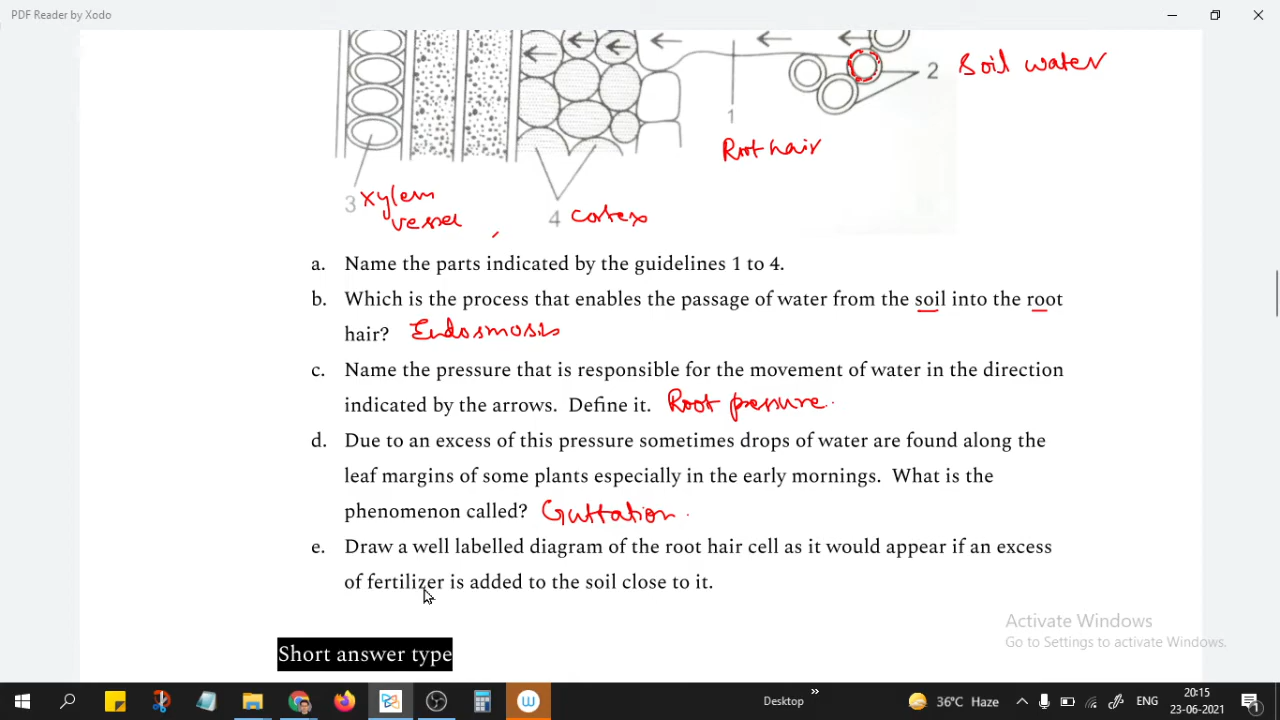 PDF Reader by Xodo
2 Soil water
1
Root hair
3 xylem
vessel
4 cortex
a. Name the parts indicated by the guidelines 1 to 4.
b. Which is the process that enables the passage of water from the soil into the root
hair? Endosmosis
c. Name the pressure that is responsible for the movement of water in the direction
indicated by the arrows. Define it. Root pressure.
d. Due to an excess of this pressure sometimes drops of water are found along the
leaf margins of some plants especially in the early mornings. What is the
phenomenon called? Guttation.
e. Draw a well labelled diagram of the root hair cell as it would appear if an excess
of fertilizer is added to the soil close to it.
Activate Windows
Go to Settings to activate Windows.
Short answer type
Desktop
36°C Haze
ENG
20:15
23-06-2021
1